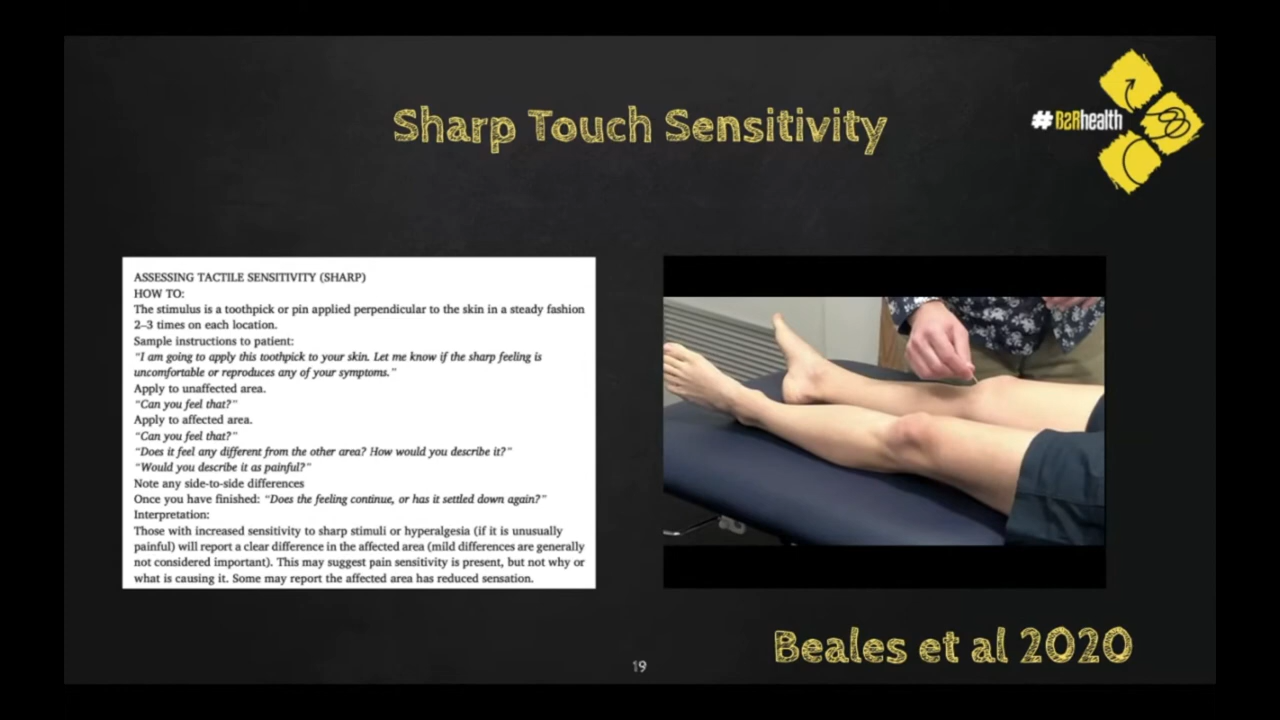 Sharp Touch Sensitivity
#B2Rhealth
ASSESSING TACTILE SENSITIVITY (SHARP)
HOW TO:
The stimulus is a toothpick or pin applied perpendicular to the skin in a steady fashion
2–3 times on each location.
Sample instructions to patient:
“I am going to apply this toothpick to your skin. Let me know if the sharp feeling is
uncomfortable or reproduces any of your symptoms.”
Apply to unaffected area.
“Can you feel that?”
Apply to affected area.
“Can you feel that?”
“Does it feel any different from the other area? How would you describe it?”
“Would you describe it as painful?”
Note any side-to-side differences
Once you have finished: “Does the feeling continue, or has it settled down again?”
Interpretation:
Those with increased sensitivity to sharp stimuli or hyperalgesia (if it is unusually
painful) will report a clear difference in the affected area (mild differences are generally
not considered important). This may suggest pain sensitivity is present, but not why or
what is causing it. Some may report the affected area has reduced sensation.
Beales et al 2020
19